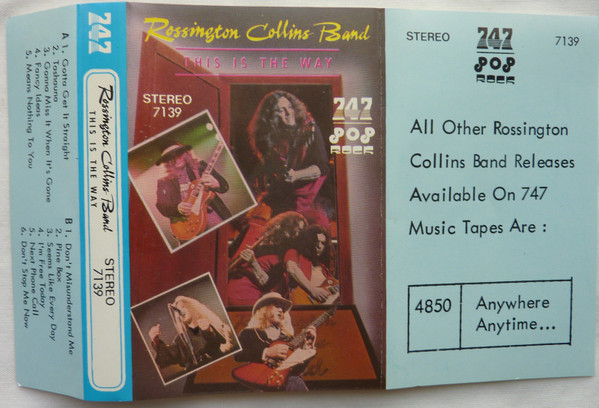 A 1. Gotta Get It Straight
2. Tashauna
3. Gonna Miss It When It's Gone
4. Fancy Ideas
5. Means Nothing To You
B 1. Don't Misunderstand Me
2. Pine Box
3. Seems Like Every Day
4. I'm Free Today
5. Next Phone Call
6. Don't Stop Me Now
747
Rossington Collins Band
THIS IS THE WAY
STEREO
7139
Rossington Collins Band
THIS IS THE WAY
STEREO
7139
747
POP
ROCK
STEREO
747
POP
ROCK
7139
All Other Rossington
Collins Band Releases
Available On 747
Music Tapes Are :
4850
Anywhere
Anytime...